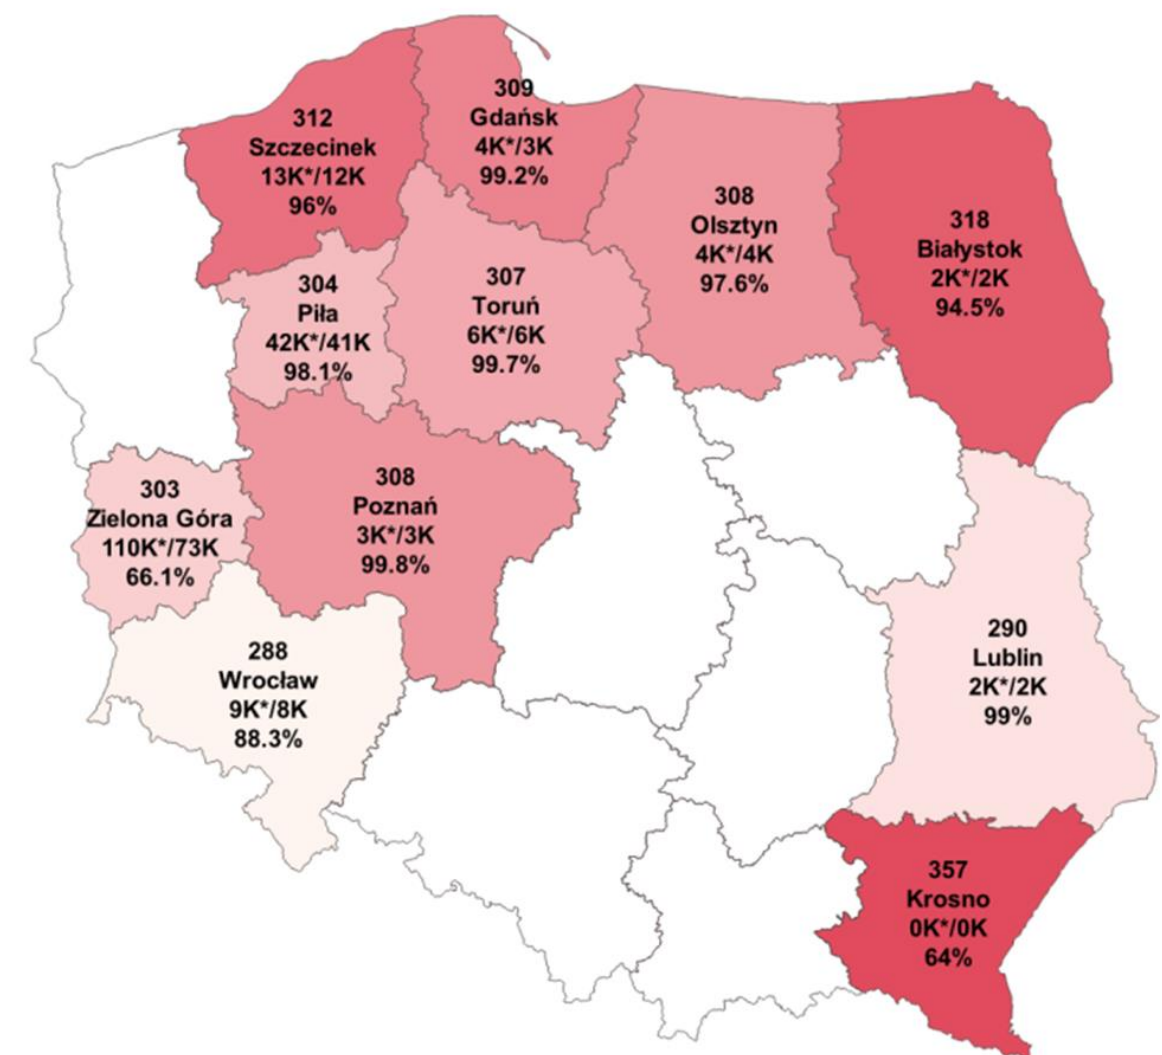 309
Gdańsk
4K*/3K
99.2%
312
Szczecinek
13K*/12K
96%
308
Olsztyn
4K*/4K
97.6%
318
Białystok
2K*/2K
94.5%
304
Piła
42K*/41K
98.1%
307
Toruń
6K*/6K
99.7%
303
Zielona Góra
110K*/73K
66.1%
308
Poznań
3K*/3K
99.8%
288
Wrocław
9K*/8K
88.3%
290
Lublin
2K*/2K
99%
357
Krosno
0K*/0K
64%